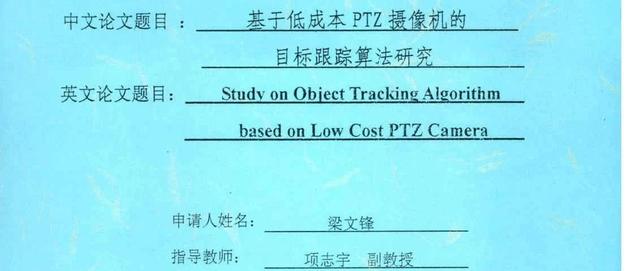 中文论文题目： 基于低成本 PTZ 摄像机的
目标跟踪算法研究
英文论文题目： Study on Object Tracking Algorithm
based on Low Cost PTZ Camera
申请人姓名： 梁文锋
指导教师： 项志宇 副教授